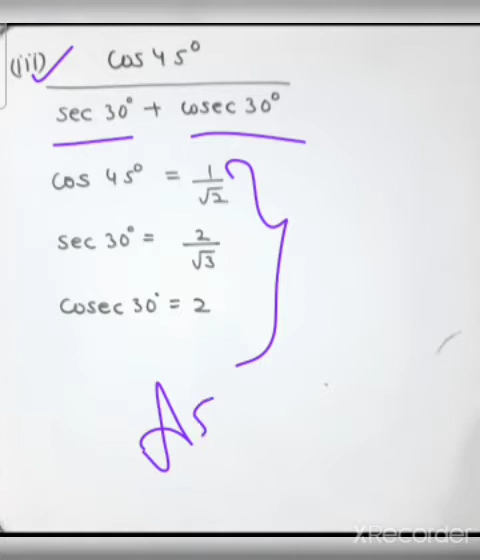 (iii) cos 45°
sec 30° + cosec 30°
cos 45° = 1/√2
sec 30° = 2/√3
cosec 30° = 2
As
XRecorder